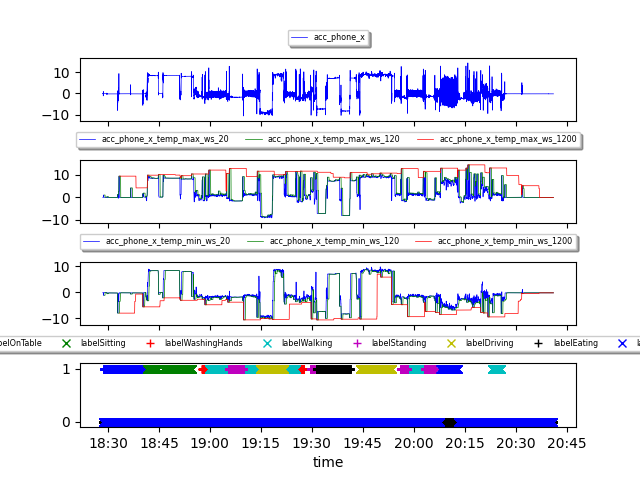 acc_phone_x
10
0
−10
acc_phone_x_temp_max_ws_20 acc_phone_x_temp_max_ws_120 acc_phone_x_temp_max_ws_1200
10
0
−10
acc_phone_x_temp_min_ws_20 acc_phone_x_temp_min_ws_120 acc_phone_x_temp_min_ws_1200
10
0
−10
elOnTable labelSitting labelWashingHands labelWalking labelStanding labelDriving labelEating la
1
0
18:30 18:45 19:00 19:15 19:30 19:45 20:00 20:15 20:30 20:45
time